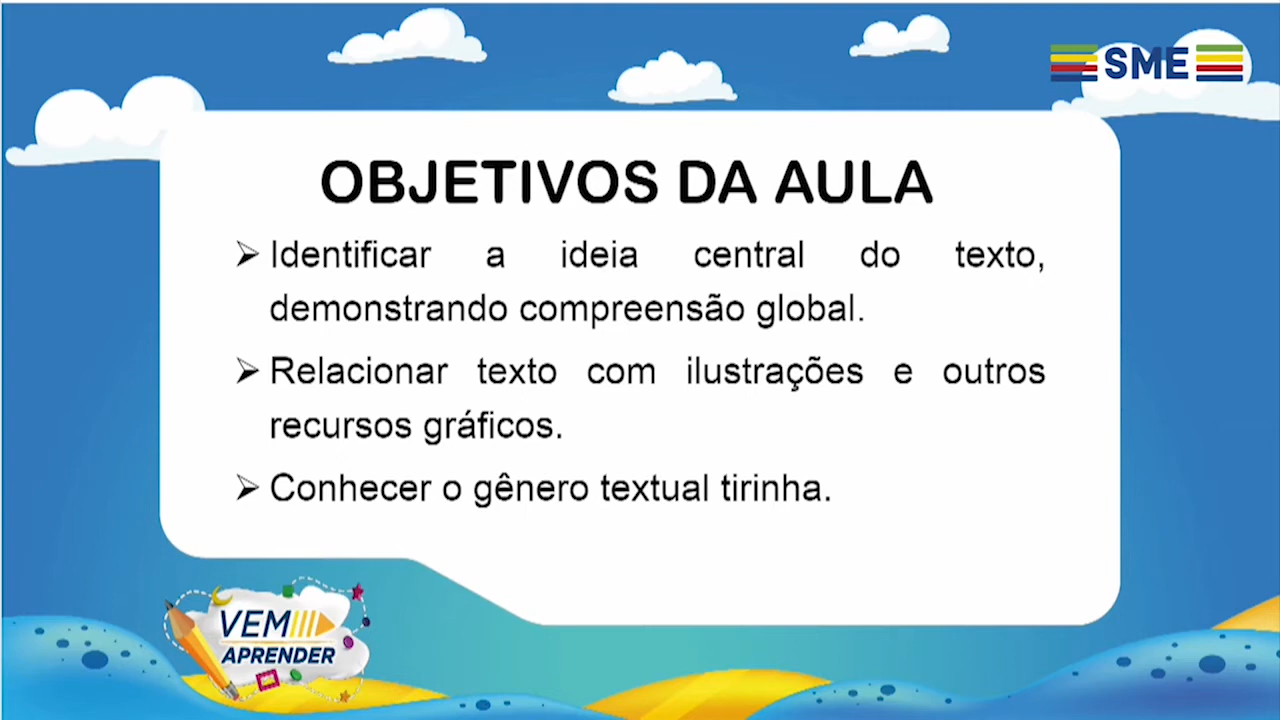 SME
OBJETIVOS DA AULA
Identificar a ideia central do texto,
demonstrando compreensão global.
Relacionar texto com ilustrações e outros
recursos gráficos.
Conhecer o gênero textual tirinha.
VEM
APRENDER